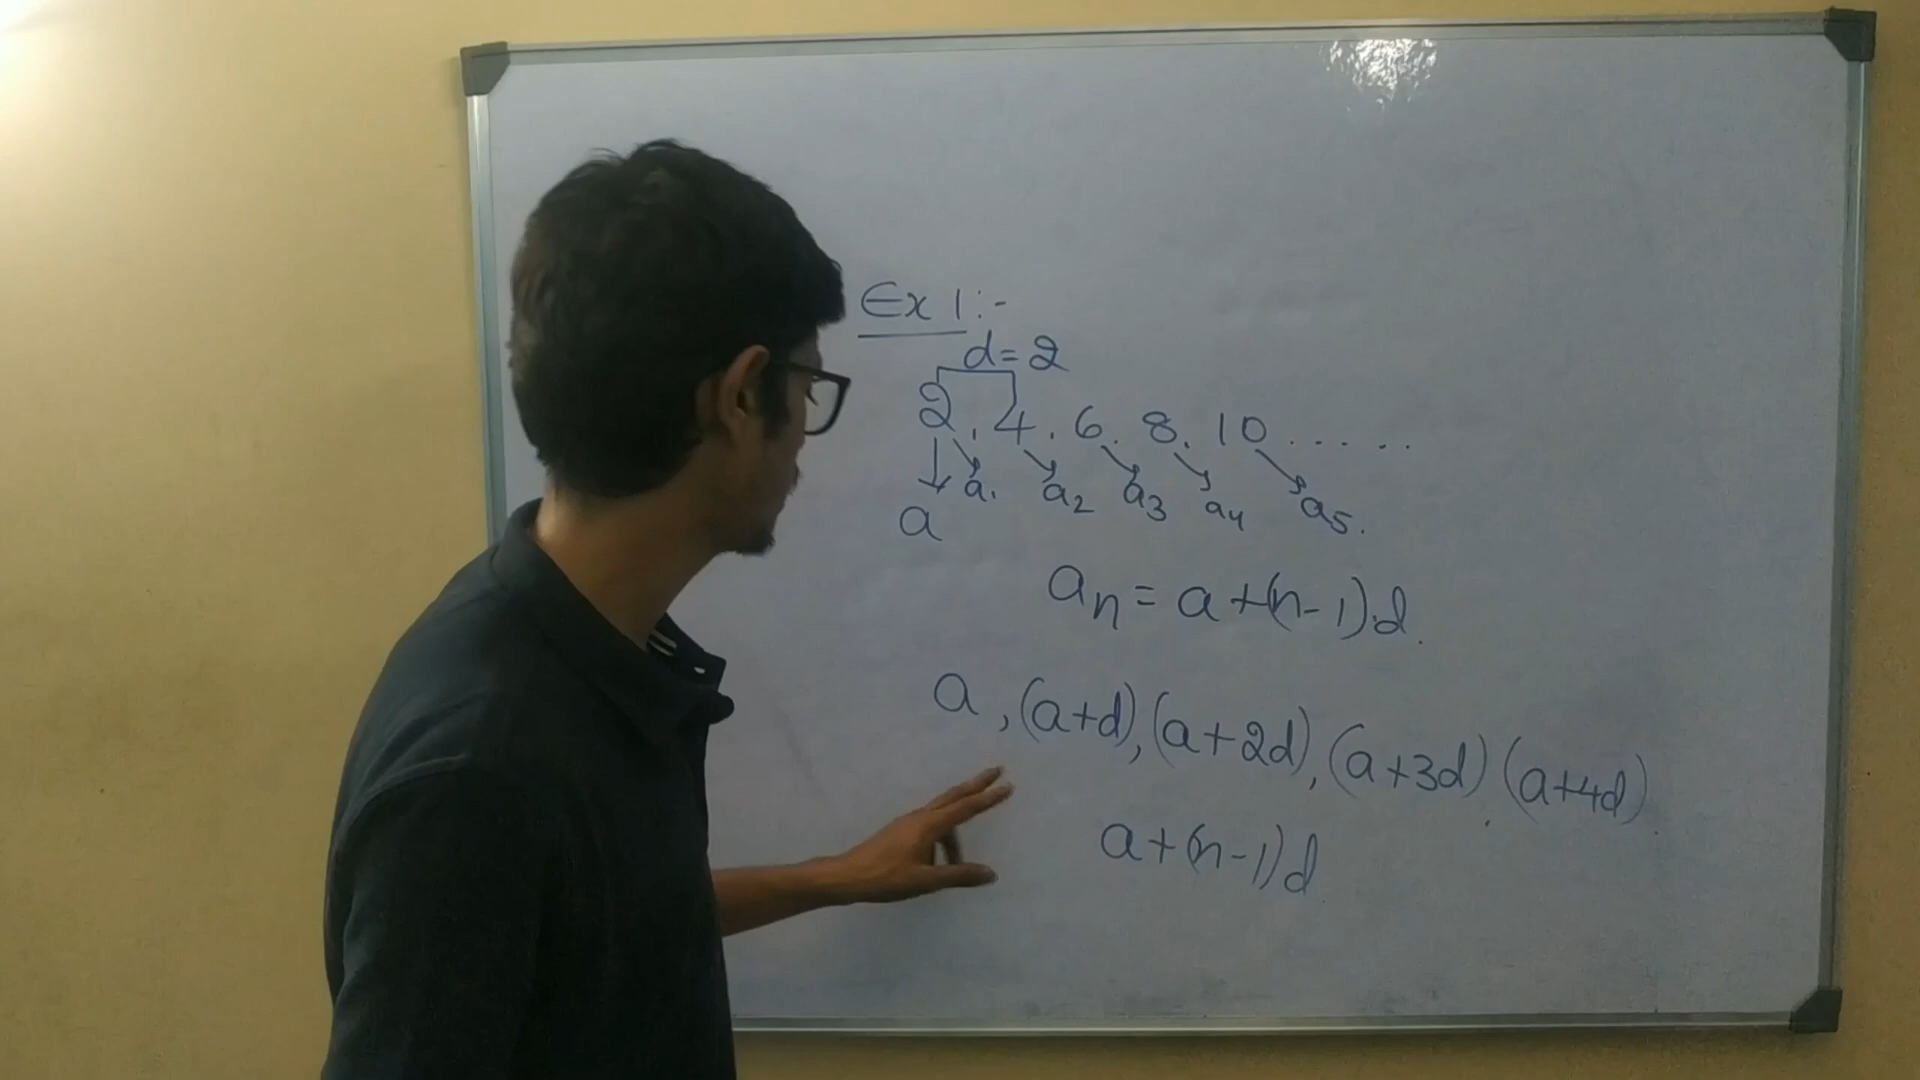 Ex 1:-
d=2
2, 4, 6, 8, 10 ......
a a1 a2 a3 a4 a5.
an = a+(n-1).d.
a, (a+d), (a+2d), (a+3d), (a+4d).
a+(n-1)d